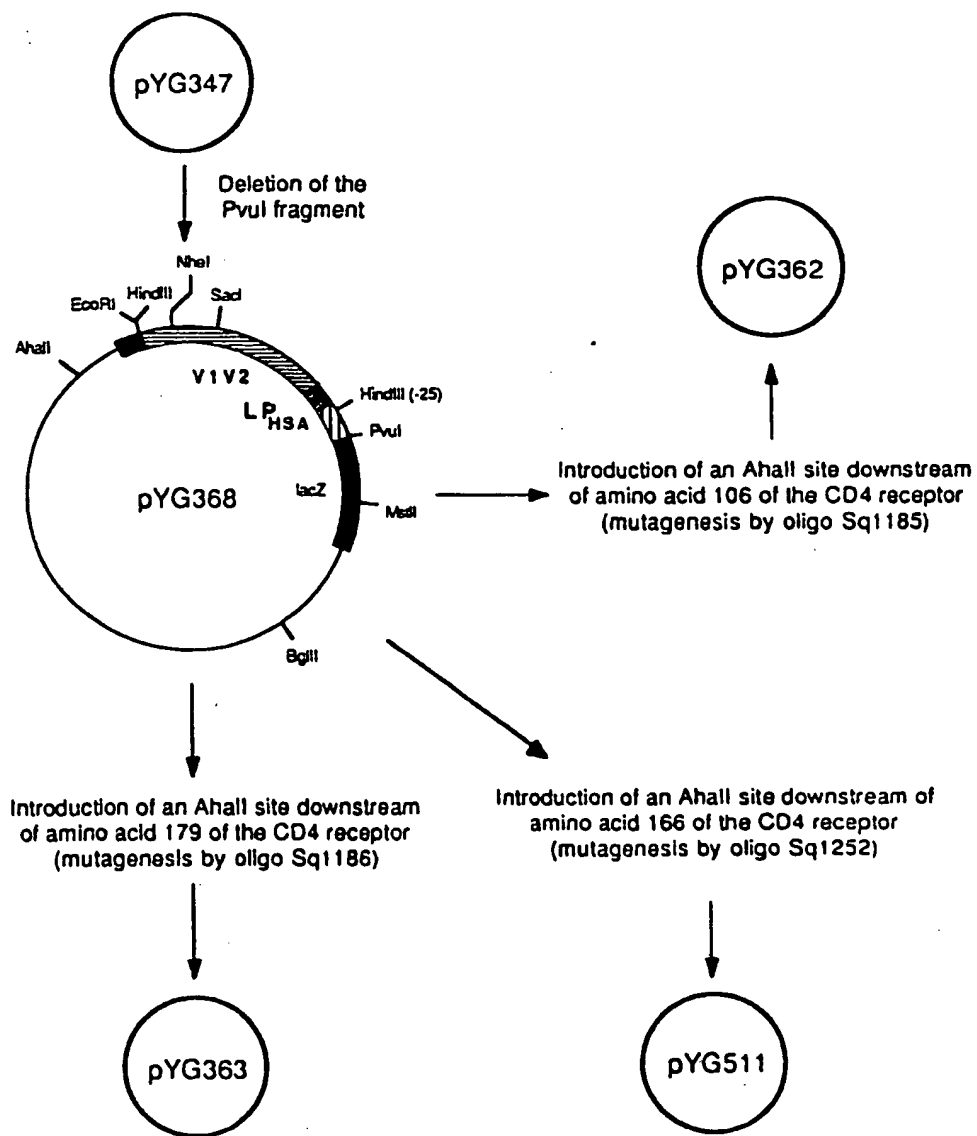 pYG347
Deletion of the
PvuI fragment
NheI
HindIII
SacI
EcoRI
AhaII
V1V2
HindIII (-25)
LP HSA
PvuI
lacZ
MstI
pYG368
BglII
pYG362
Introduction of an AhaII site downstream
of amino acid 106 of the CD4 receptor
(mutagenesis by oligo Sq1185)
Introduction of an AhaII site downstream
of amino acid 179 of the CD4 receptor
(mutagenesis by oligo Sq1186)
Introduction of an AhaII site downstream of
amino acid 166 of the CD4 receptor
(mutagenesis by oligo Sq1252)
pYG363
pYG511